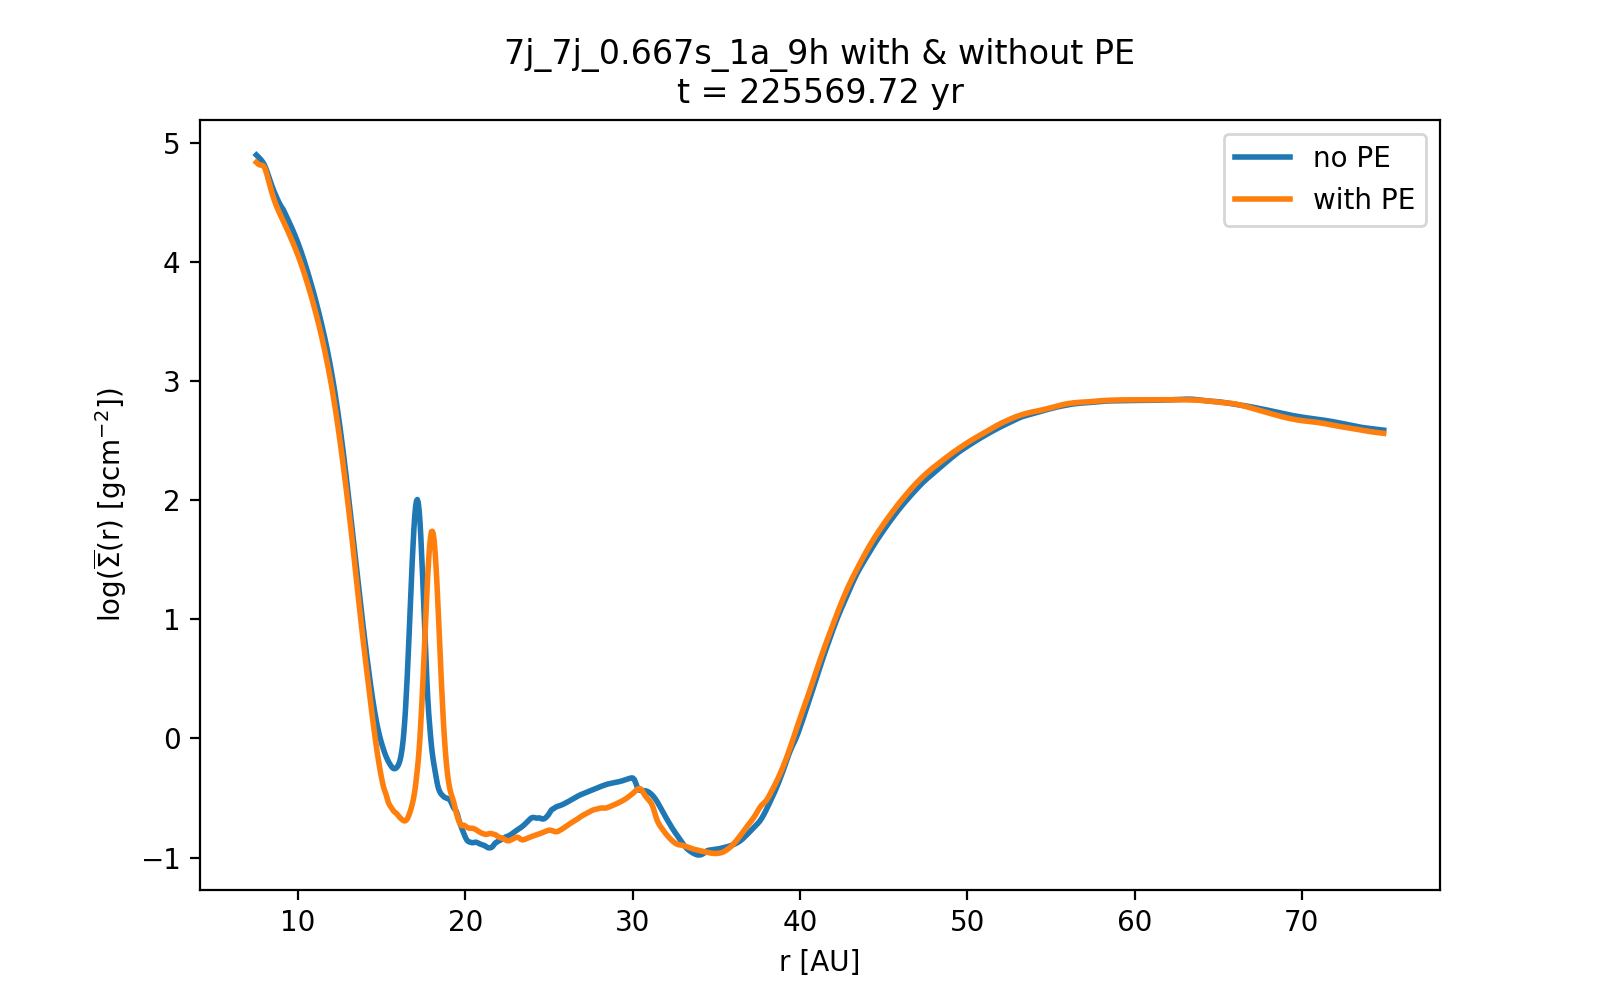 7j_7j_0.667s_1a_9h with & without PE
t = 225569.72 yr
no PE
with PE
log(Σ̅(r) [gcm⁻²])
5
4
3
2
1
0
−1
10 20 30 40 50 60 70
r [AU]